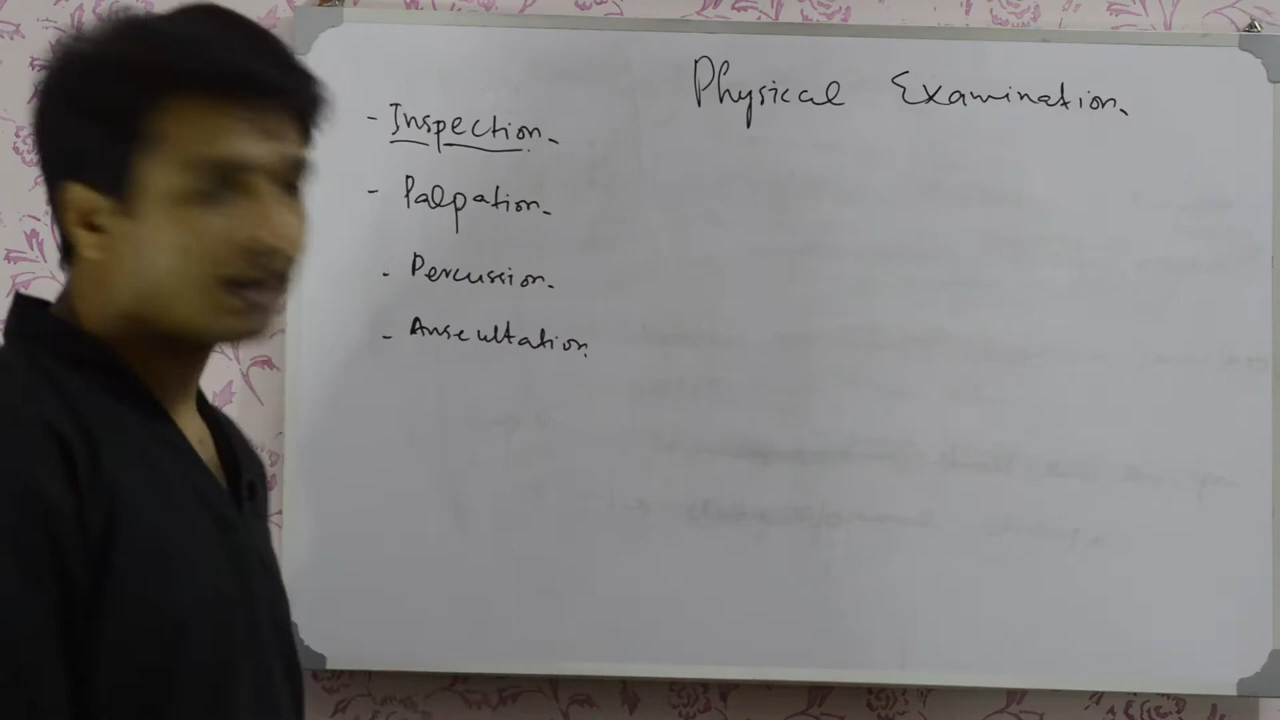 Physical Examination.
- Inspection.
- Palpation.
- Percussion.
- Auscultation.